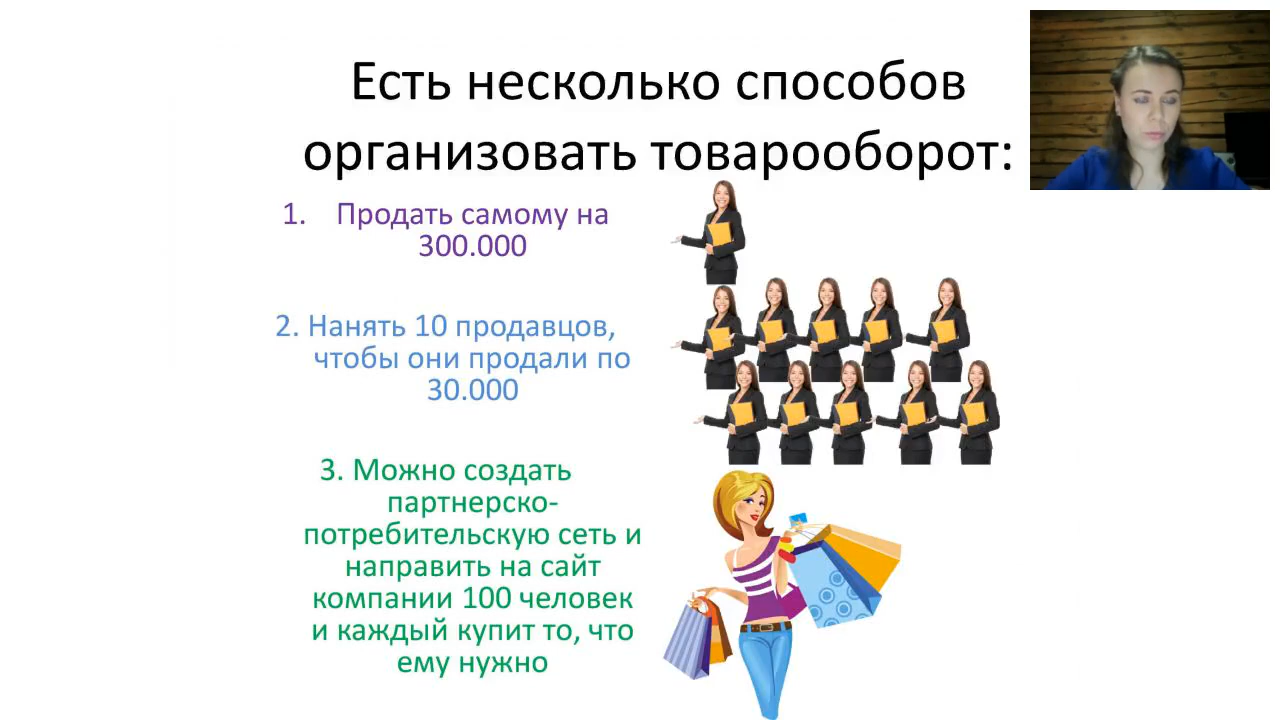 Есть несколько способов
организовать товарооборот:
1. Продать самому на
300.000
2. Нанять 10 продавцов,
чтобы они продали по
30.000
3. Можно создать
партнерско-
потребительскую сеть и
направить на сайт
компании 100 человек
и каждый купит то, что
ему нужно